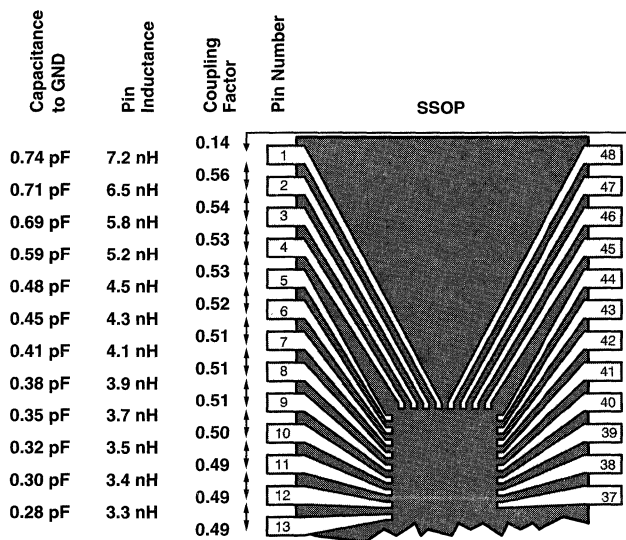 Capacitance
to GND
Pin
Inductance
Coupling
Factor
Pin Number
SSOP
0.14
0.74 pF 7.2 nH 1 48
0.56
0.71 pF 6.5 nH 2 47
0.54
0.69 pF 5.8 nH 3 46
0.53
0.59 pF 5.2 nH 4 45
0.53
0.48 pF 4.5 nH 5 44
0.52
0.45 pF 4.3 nH 6 43
0.51
0.41 pF 4.1 nH 7 42
0.51
0.38 pF 3.9 nH 8 41
0.51
0.35 pF 3.7 nH 9 40
0.50
0.32 pF 3.5 nH 10 39
0.49
0.30 pF 3.4 nH 11 38
0.49
0.28 pF 3.3 nH 12 37
0.49
13